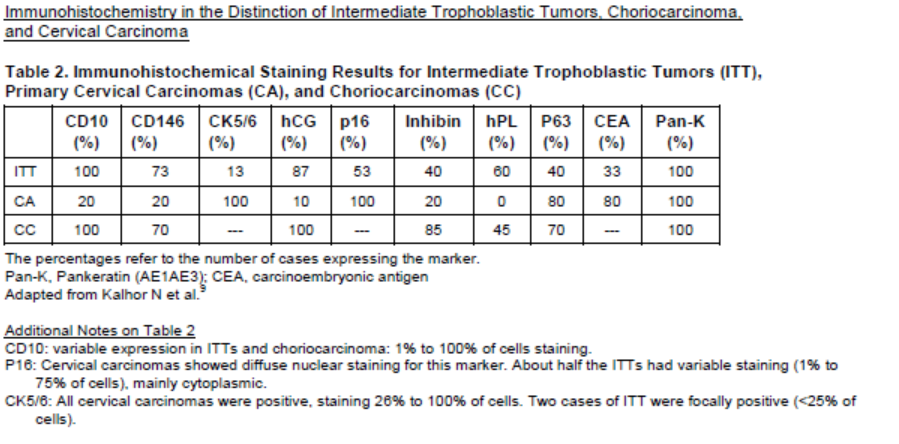 Immunohistochemistry in the Distinction of Intermediate Trophoblastic Tumors, Choriocarcinoma,
and Cervical Carcinoma
Table 2. Immunohistochemical Staining Results for Intermediate Trophoblastic Tumors (ITT),
Primary Cervical Carcinomas (CA), and Choriocarcinomas (CC)
CD10 CD146 CK5/6 hCG p16 Inhibin hPL P63 CEA Pan-K
(%) (%) (%) (%) (%) (%) (%) (%) (%) (%)
ITT 100 73 13 87 53 40 60 40 33 100
CA 20 20 100 10 100 20 0 80 80 100
CC 100 70 --- 100 --- 85 45 70 --- 100
The percentages refer to the number of cases expressing the marker.
Pan-K, Pankeratin (AE1AE3); CEA, carcinoembryonic antigen
Adapted from Kalhor N et al.9
Additional Notes on Table 2
CD10: variable expression in ITTs and choriocarcinoma: 1% to 100% of cells staining.
P16: Cervical carcinomas showed diffuse nuclear staining for this marker. About half the ITTs had variable staining (1% to
75% of cells), mainly cytoplasmic.
CK5/6: All cervical carcinomas were positive, staining 26% to 100% of cells. Two cases of ITT were focally positive (<25% of
cells).